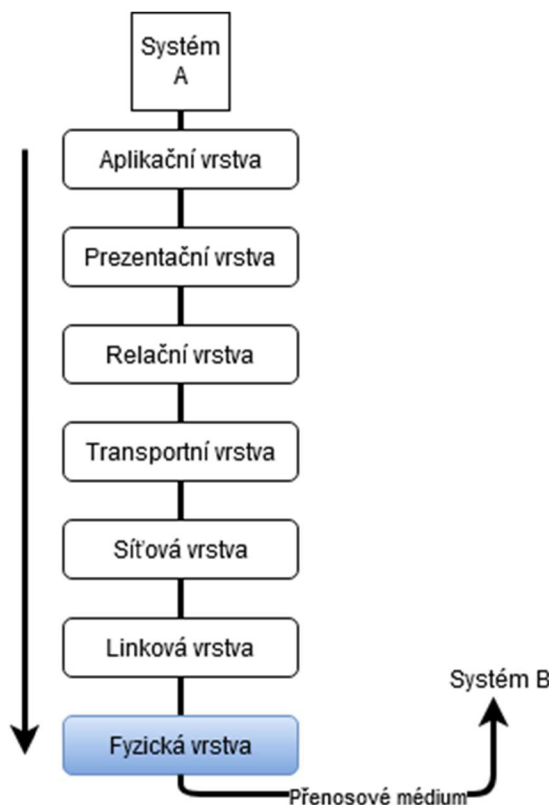 Systém
A
Aplikační vrstva
Prezentační vrstva
Relační vrstva
Transportní vrstva
Síťová vrstva
Linková vrstva
Systém B
Fyzická vrstva
Přenosové médium